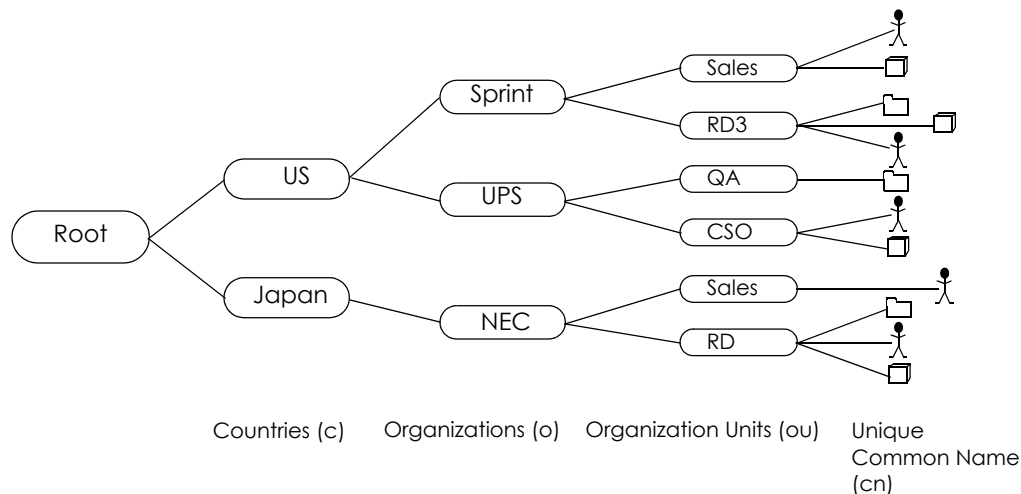 Sales
Sprint
RD3
US
QA
UPS
CSO
Root
Sales
Japan
NEC
RD
Countries (c)
Organizations (o)
Organization Units (ou)
Unique
Common Name
(cn)